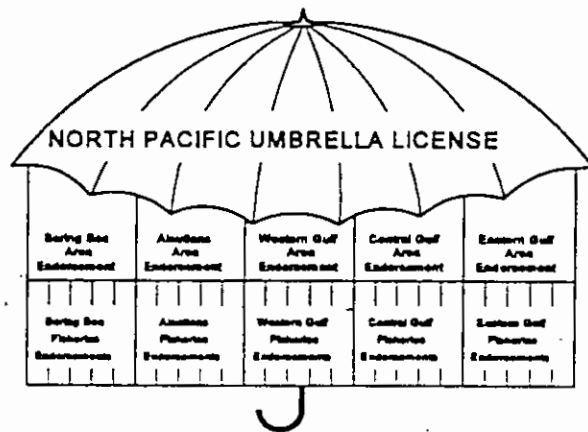 NORTH PACIFIC UMBRELLA LICENSE
Bering Sea
Area
Endorsement
Aleutians
Area
Endorsement
Western Gulf
Area
Endorsement
Central Gulf
Area
Endorsement
Eastern Gulf
Area
Endorsement
Bering Sea
Fisheries
Endorsements
Aleutians
Fisheries
Endorsements
Western Gulf
Fisheries
Endorsements
Central Gulf
Fisheries
Endorsements
Eastern Gulf
Fisheries
Endorsements